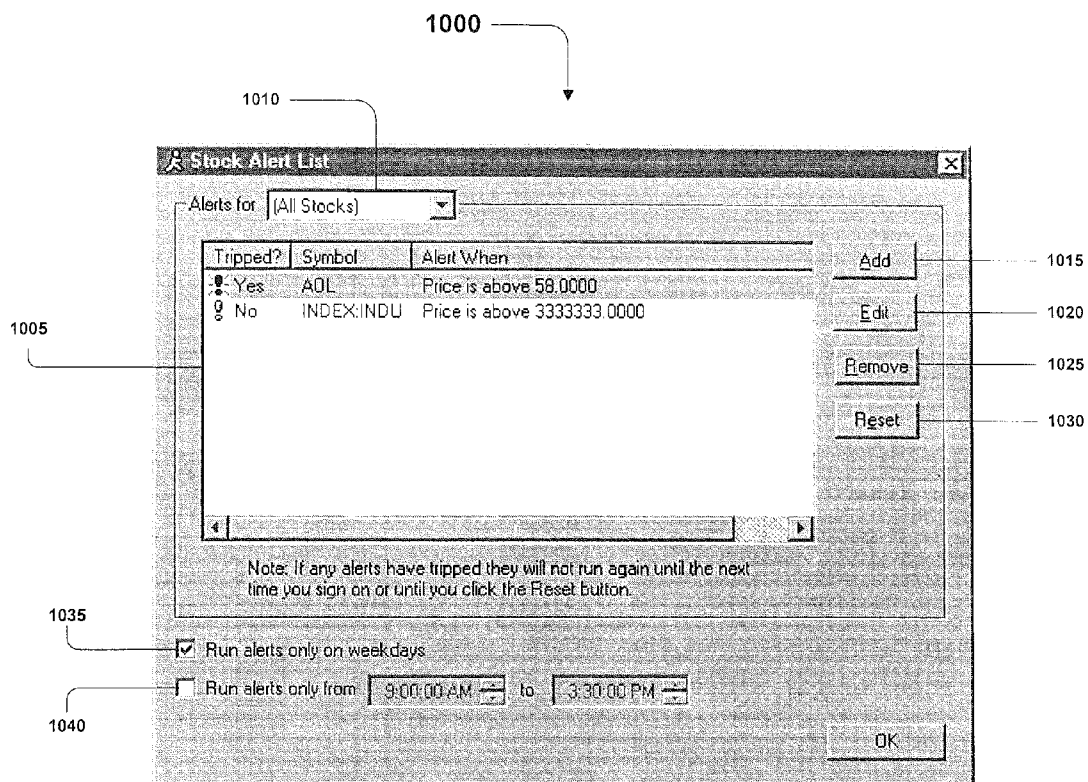 1000
1010
Stock Alert List
Alerts for (All Stocks)
Tripped? Symbol Alert When
Yes AOL Price is above 58.0000
No INDEX:INDU Price is above 3333333.0000
Add 1015
Edit 1020
1005
Remove 1025
Reset 1030
Note: If any alerts have tripped they will not run again until the next
time you sign on or until you click the Reset button.
1035
Run alerts only on weekdays
Run alerts only from 9:00:00 AM to 3:30:00 PM
1040
OK